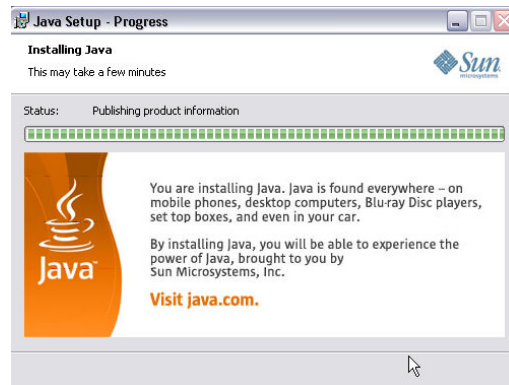 Java Setup - Progress
Installing Java
This may take a few minutes
Sun
microsystems
Status: Publishing product information
You are installing Java. Java is found everywhere – on
mobile phones, desktop computers, Blu-ray Disc players,
set top boxes, and even in your car.
By installing Java, you will be able to experience the
power of Java, brought to you by
Sun Microsystems, Inc.
Visit java.com.
Java